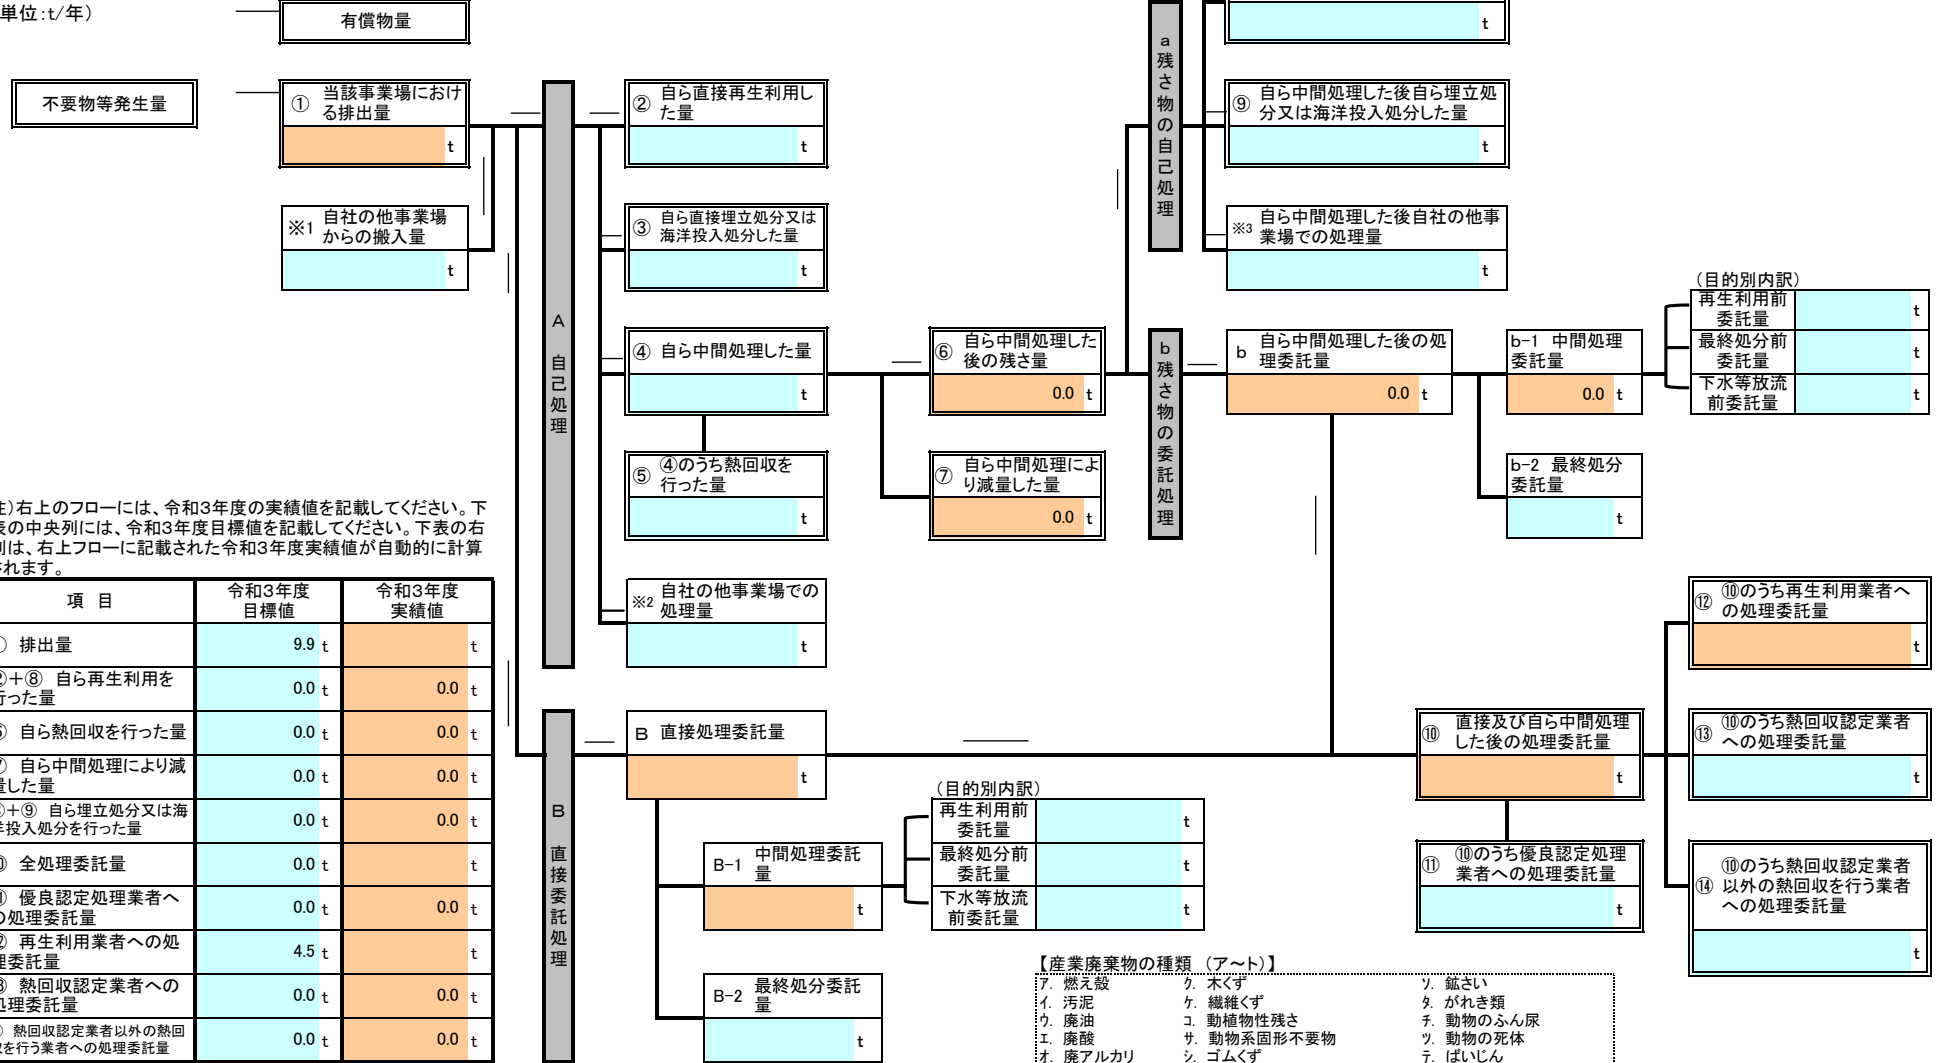 単位:t/年）
有償物量
t
不要物等発生量
① 当該事業場におけ
る排出量
t
※1 自社の他事業場
からの搬入量
t
A 自己処理
② 自ら直接再生利用し
た量
t
③ 自ら直接埋立処分又は
海洋投入処分した量
t
④ 自ら中間処理した量
t
⑤ ④のうち熱回収を
行った量
t
※2 自社の他事業場での
処理量
t
⑥ 自ら中間処理した
後の残さ量
0.0 t
⑦ 自ら中間処理によ
り減量した量
0.0 t
a残さ物の自己処理
⑨ 自ら中間処理した後自ら埋立処
分又は海洋投入処分した量
t
※3 自ら中間処理した後自社の他事
業場での処理量
t
b残さ物の委託処理
b 自ら中間処理した後の処
理委託量
0.0 t
b-1 中間処理
委託量
0.0 t
（目的別内訳）
再生利用前
委託量
t
最終処分前
委託量
t
下水等放流
前委託量
t
b-2 最終処分
委託量
t
)右上のフローには、令和3年度の実績値を記載してください。下
の中央列には、令和3年度目標値を記載してください。下表の右
は、右上フローに記載された令和3年度実績値が自動的に計算
れます。
項 目 令和3年度
目標値 令和3年度
実績値
排出量 9.9 t t
+⑧ 自ら再生利用を
行った量 0.0 t 0.0 t
自ら熱回収を行った量 0.0 t 0.0 t
自ら中間処理により減
量した量 0.0 t 0.0 t
+⑨ 自ら埋立処分又は海
洋投入処分を行った量 0.0 t 0.0 t
全処理委託量 0.0 t t
優良認定処理業者へ
の処理委託量 0.0 t 0.0 t
再生利用業者への処
理委託量 4.5 t t
熱回収認定業者への
処理委託量 0.0 t 0.0 t
熱回収認定業者以外の熱回
収を行う業者への処理委託量 0.0 t 0.0 t
B 直接委託処理
B 直接処理委託量
t
B-1 中間処理委託
量
t
（目的別内訳）
再生利用前
委託量
t
最終処分前
委託量
t
下水等放流
前委託量
t
B-2 最終処分委託
量
t
⑩ 直接及び自ら中間処理
した後の処理委託量
t
⑪ ⑩のうち優良認定処理
業者への処理委託量
t
⑫ ⑩のうち再生利用業者へ
の処理委託量
t
⑬ ⑩のうち熱回収認定業者
への処理委託量
t
⑭ ⑩のうち熱回収認定業者
以外の熱回収を行う業者
への処理委託量
t
【産業廃棄物の種類 （ア～ト）】
ア. 燃え殻 ク. 木くず ソ. 鉱さい
イ. 汚泥 ケ. 繊維くず タ. がれき類
ウ. 廃油 コ. 動植物性残さ チ. 動物のふん尿
エ. 廃酸 サ. 動物系固形不要物 ツ. 動物の死体
オ. 廃アルカリ シ. ゴムくず テ. ばいじん